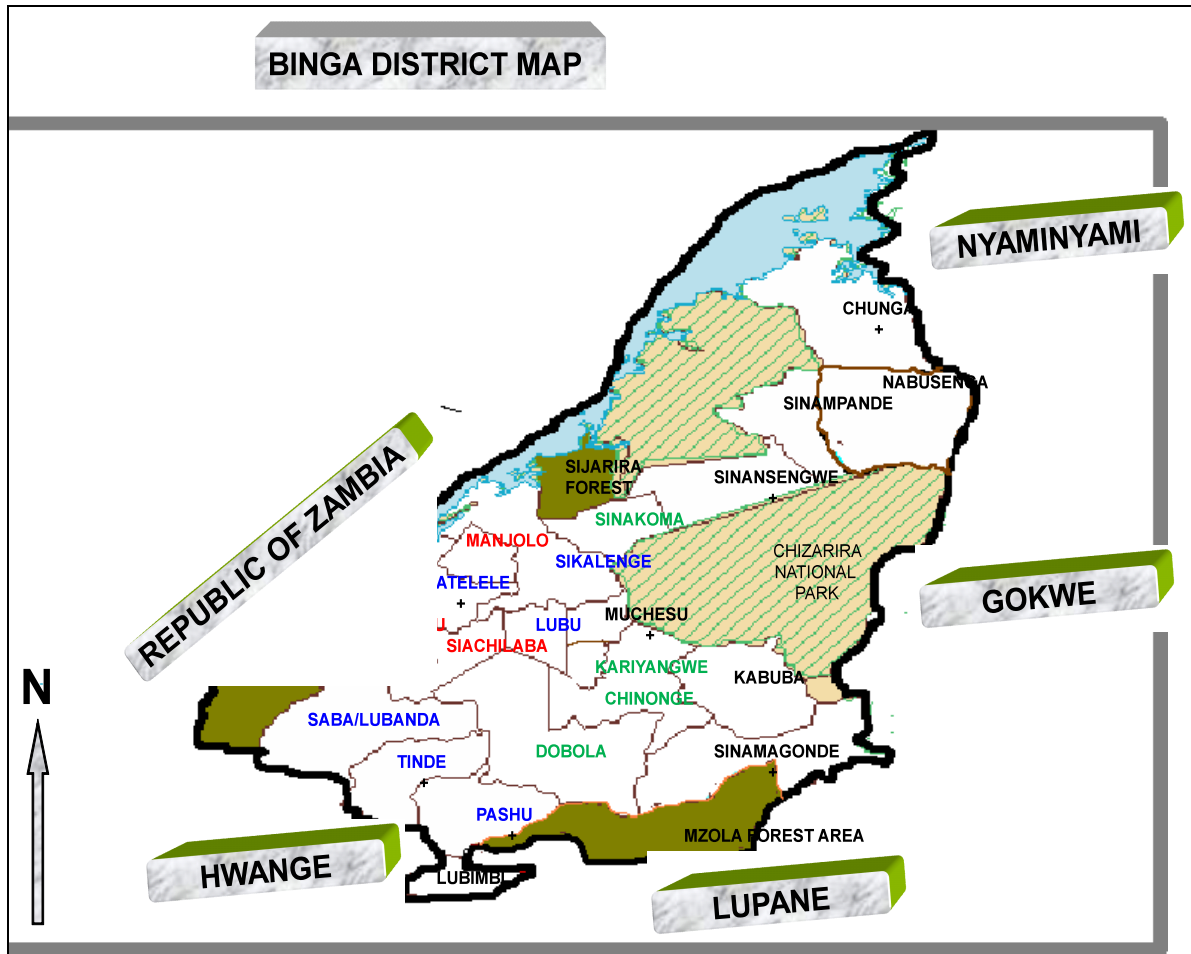 BINGA DISTRICT MAP
NYAMINYAMI
CHUNGA
NABUSENGA
SINAMPANDE
REPUBLIC OF ZAMBIA
SIJARIRA
FOREST
SINANSENGWE
SINAKOMA
MANJOLO
SIKALENGE
CHIZARIRA
NATIONAL
PARK
ATELELE
GOKWE
MUCHESU
LUBU
U
SIACHILABA
KARIYANGWE
KABUBA
CHINONGE
N
SABA/LUBANDA
DOBOLA
SINAMAGONDE
TINDE
PASHU
MZOLA FOREST AREA
HWANGE
LUBIMBI
LUPANE